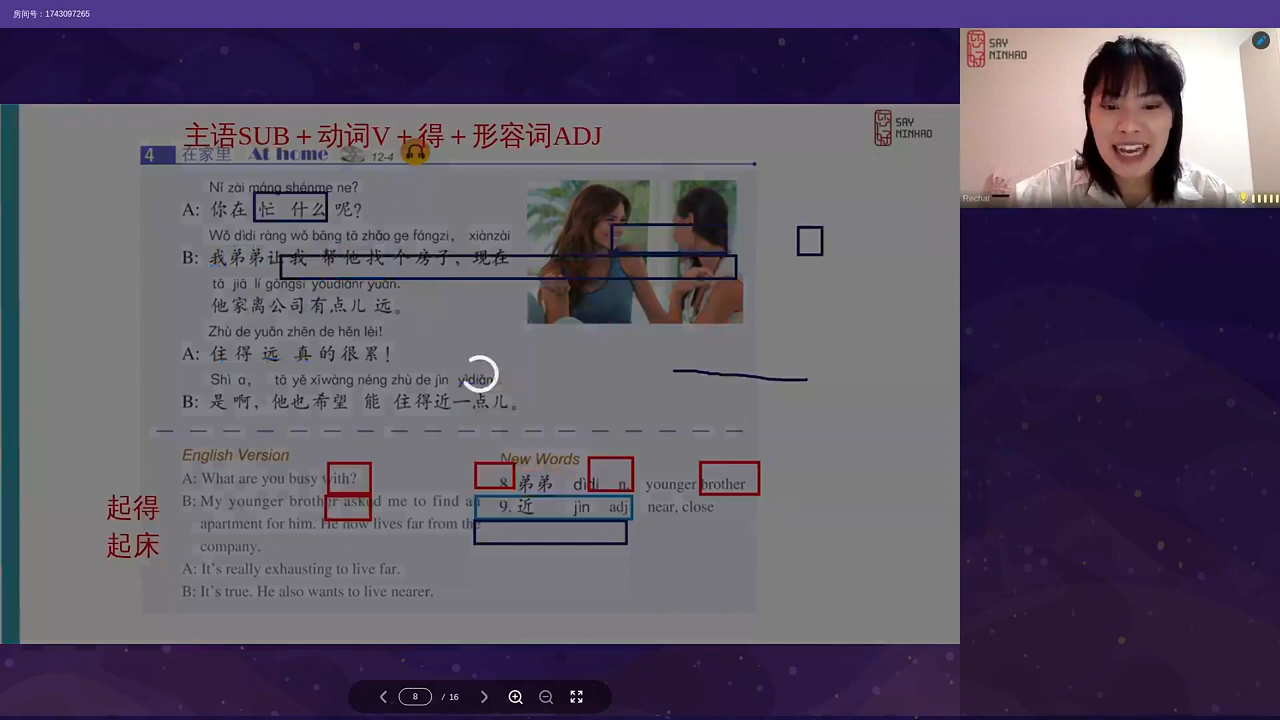 房间号：1743097265
SAY NINHAO
Rechal
SAY NINHAO
主语SUB＋动词V＋得＋形容词ADJ
4 在家里 At home 12-4
Nǐ zài máng shénme ne?
A: 你在 忙 什么 呢？
Wǒ dìdi ràng wǒ bāng tā zhǎo ge fángzi, xiànzài
B: 我弟弟让我 帮他找 个房子，现在
tā jiā lí gōngsī yǒudiǎnr yuǎn.
他家离公司有点儿 远。
Zhù de yuǎn zhēn de hěn lèi!
A: 住得 远 真的很累！
Shì a, tā yě xīwàng néng zhù de jìn yìdiǎnr.
B: 是啊，他也希望 能 住得近一点儿。
English Version
A: What are you busy with?
B: My younger brother asked me to find an
apartment for him. He now lives far from the
company.
A: It's really exhausting to live far.
B: It's true. He also wants to live nearer.
New Words
8. 弟弟 dìdi n. younger brother
9. 近 jìn adj near, close
起得
起床
8 / 16